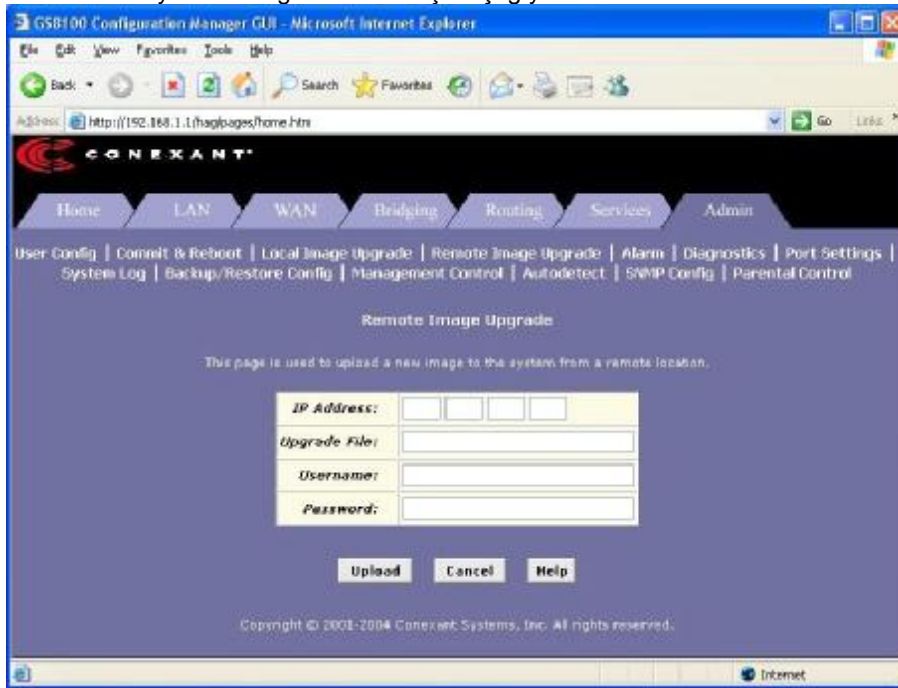 GS8100 Configuration Manager GUI - Microsoft Internet Explorer
File Edit View Favorites Tools Help
Back Search Favorites
Address http://192.168.1.1/hag/pages/home.htm Go Links »
CONEXANT
Home LAN WAN Bridging Routing Services Admin
User Config | Commit & Reboot | Local Image Upgrade | Remote Image Upgrade | Alarm | Diagnostics | Port Settings |
System Log | Backup/Restore Config | Management Control | Autodetect | SNMP Config | Parental Control
Remote Image Upgrade
This page is used to upload a new image to the system from a remote location.
IP Address:
Upgrade File:
Username:
Password:
Upload Cancel Help
Copyright © 2001-2004 Conexant Systems, Inc. All rights reserved.
Internet